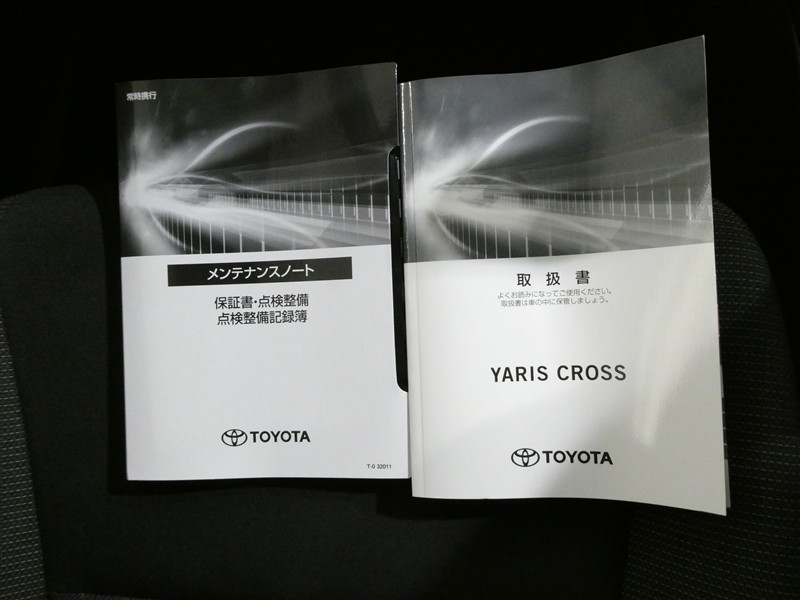 常時携行
メンテナンスノート
保証書・点検整備
点検整備記録簿
TOYOTA
T-0 32011
取扱書
よくお読みになってご使用ください。
取扱書は車の中に保管しましょう。
YARIS CROSS
TOYOTA